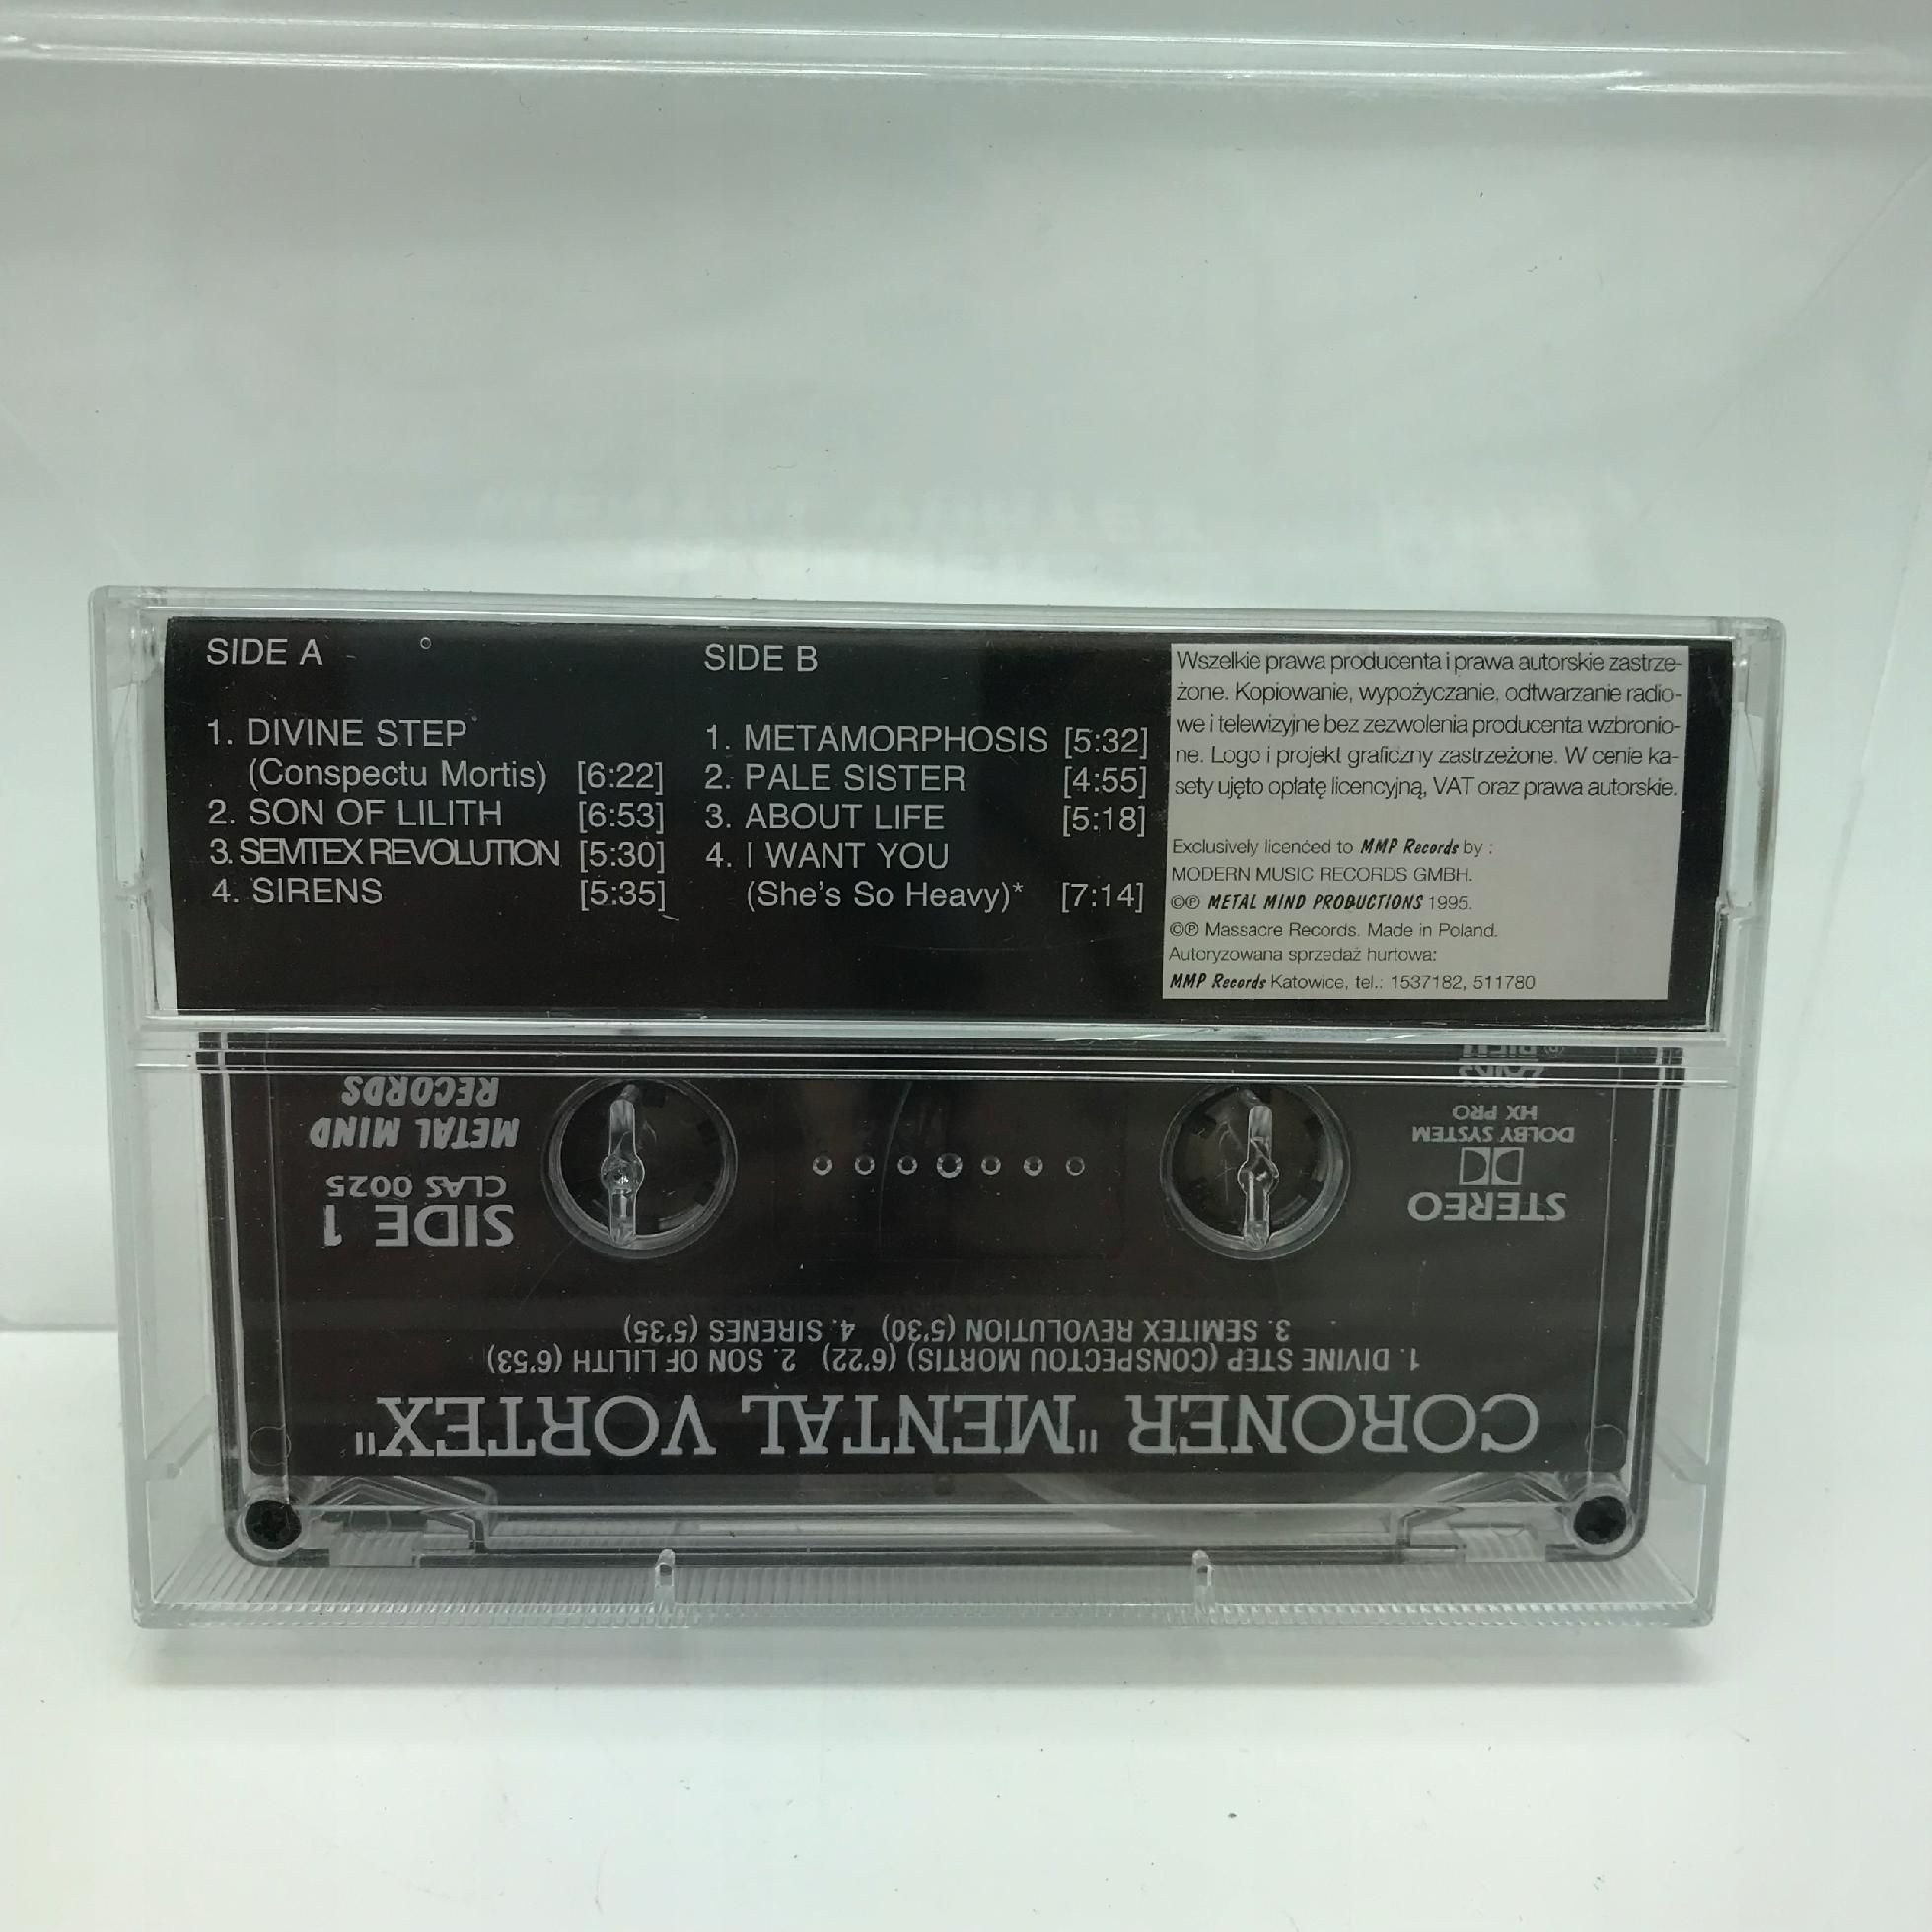 SIDE A
1. DIVINE STEP
(Conspectu Mortis) [6:22]
2. SON OF LILITH [6:53]
3. SEMTEX REVOLUTION [5:30]
4. SIRENS [5:35]
SIDE B
1. METAMORPHOSIS [5:32]
2. PALE SISTER [4:55]
3. ABOUT LIFE [5:18]
4. I WANT YOU
(She's So Heavy)* [7:14]
Wszelkie prawa producenta i prawa autorskie zastrze-
żone. Kopiowanie, wypożyczanie, odtwarzanie radio-
we i telewizyjne bez zezwolenia producenta wzbronio-
ne. Logo i projekt graficzny zastrzeżone. W cenie ka-
sety ujęto opłatę licencyjną, VAT oraz prawa autorskie.
Exclusively licenced to MMP Records by :
MODERN MUSIC RECORDS GMBH.
©℗ METAL MIND PRODUCTIONS 1995.
©℗ Massacre Records. Made in Poland.
Autoryzowana sprzedaż hurtowa:
MMP Records Katowice, tel.: 1537182, 511780
CORONER "MENTAL VORTEX"
1. DIVINE STEP (CONSPECTOU MORTIS) (6'22) 2. SON OF LILITH (6'53)
3. SEMITEX REVOLUTION (5'30) 4. SIRENES (5'35)
STEREO
DOLBY SYSTEM
HX PRO
SIDE 1
CLAS 0025
METAL MIND
RECORDS